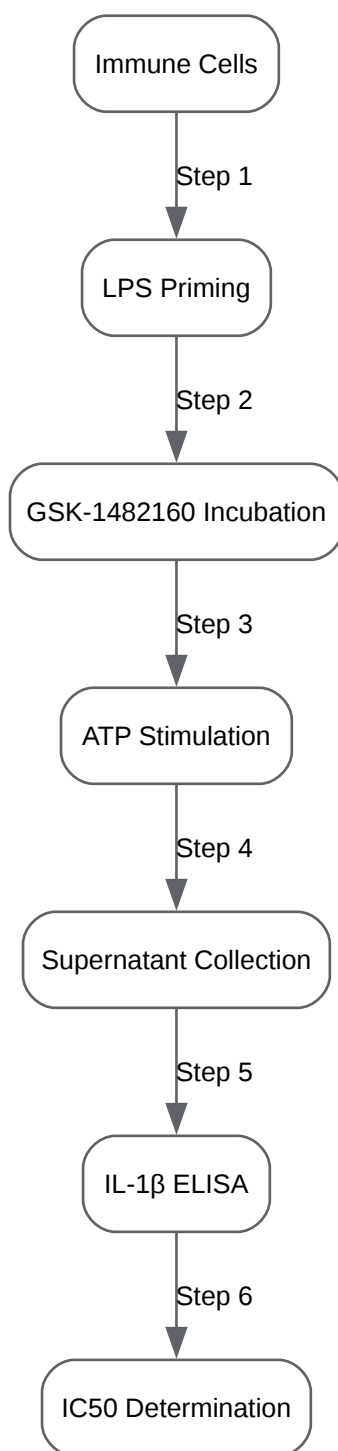 Immune Cells
Step 1
LPS Priming
Step 2
GSK-1482160 Incubation
Step 3
ATP Stimulation
Step 4
Supernatant Collection
Step 5
IL-1β ELISA
Step 6
IC50 Determination